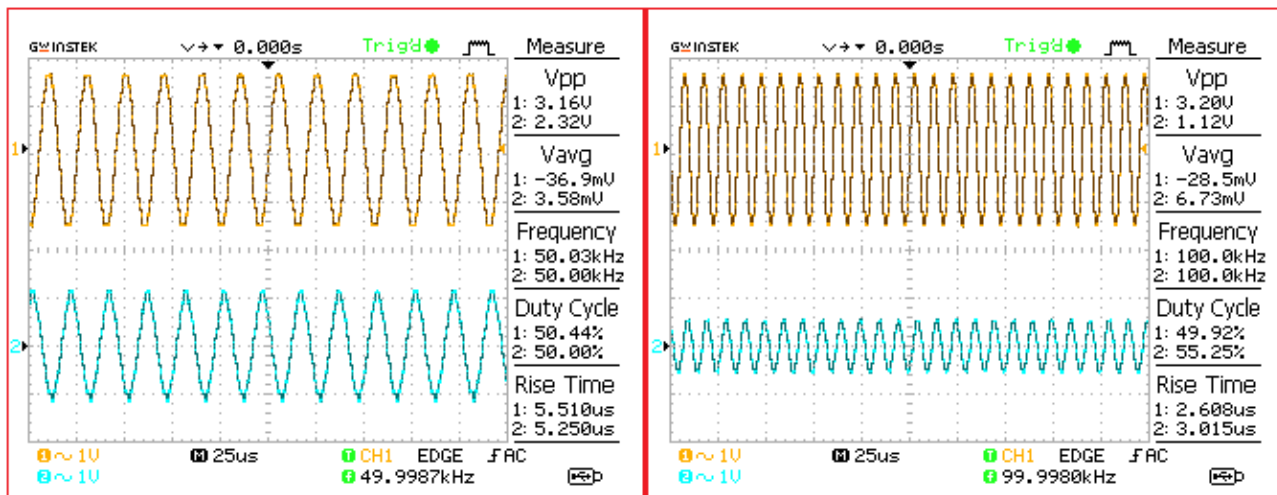 GW INSTEK 0.000s Trig'd Measure
Vpp
1: 3.16V
2: 2.32V
Vavg
1: -36.9mV
2: 3.58mV
Frequency
1: 50.03kHz
2: 50.00kHz
Duty Cycle
1: 50.44%
2: 50.00%
Rise Time
1: 5.510us
2: 5.250us
1
2
1 ~ 1V M 25us T CH1 EDGE AC
2 ~ 1V f 49.9987kHz
GW INSTEK 0.000s Trig'd Measure
Vpp
1: 3.20V
2: 1.12V
Vavg
1: -28.5mV
2: 6.73mV
Frequency
1: 100.0kHz
2: 100.0kHz
Duty Cycle
1: 49.92%
2: 55.25%
Rise Time
1: 2.608us
2: 3.015us
1
2
1 ~ 1V M 25us T CH1 EDGE AC
2 ~ 1V f 99.9980kHz